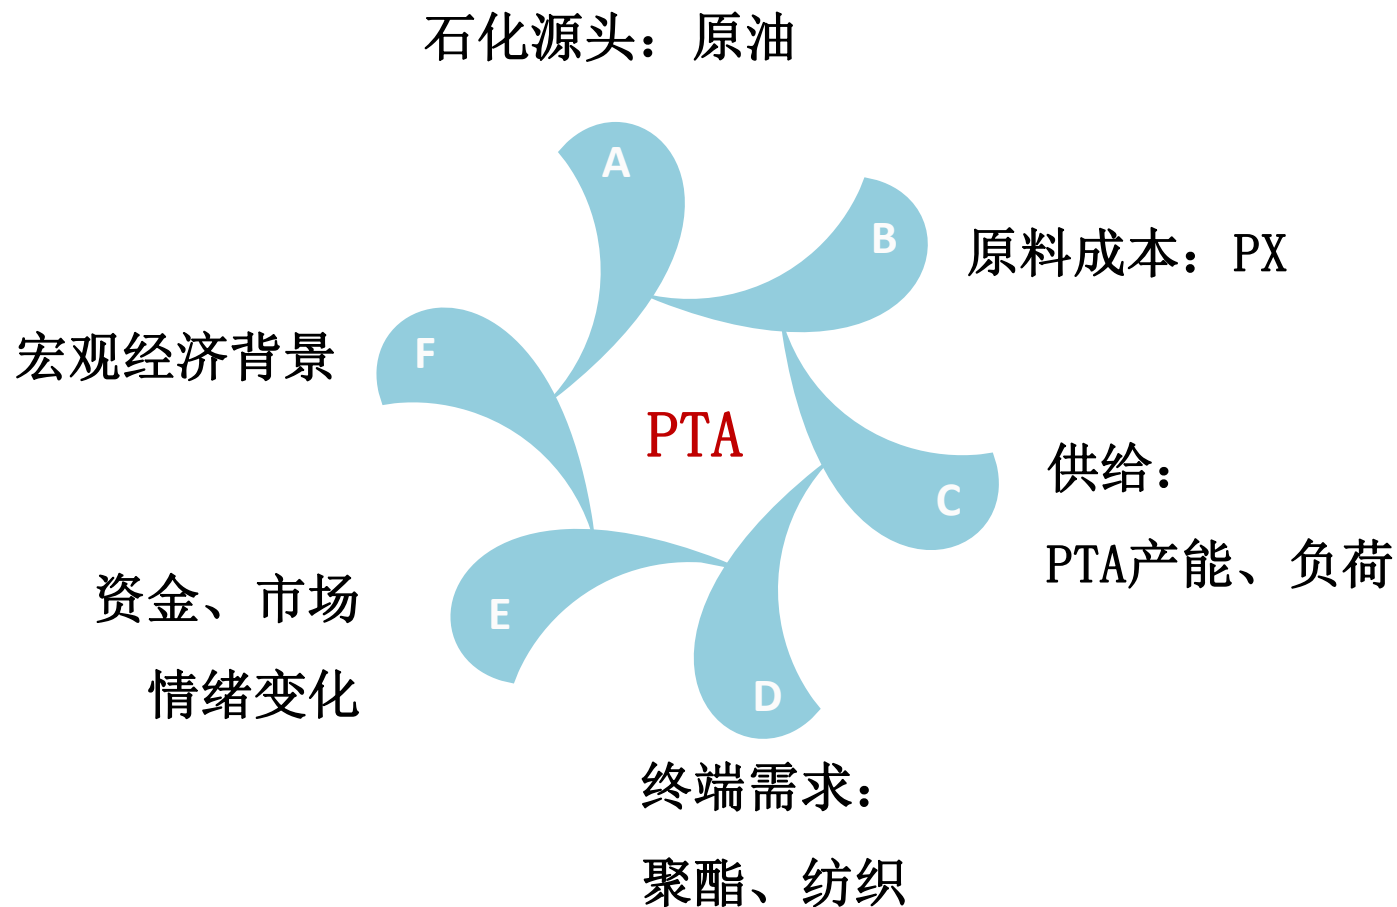 石化源头：原油
A
B
原料成本：PX
宏观经济背景
F
PTA
供给：
C
PTA产能、负荷
资金、市场
E
情绪变化
D
终端需求：
聚酯、纺织